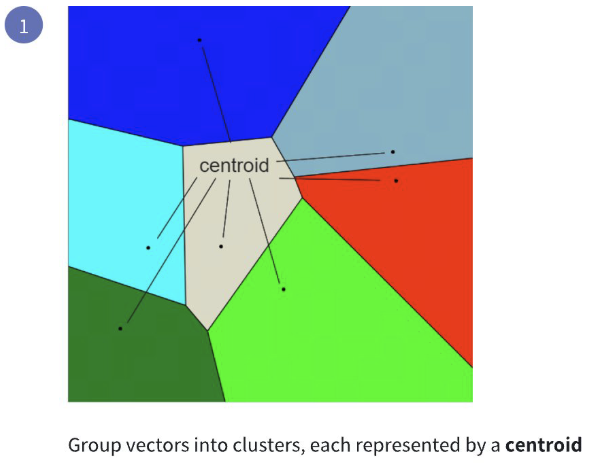 1
centroid
Group vectors into clusters, each represented by a centroid